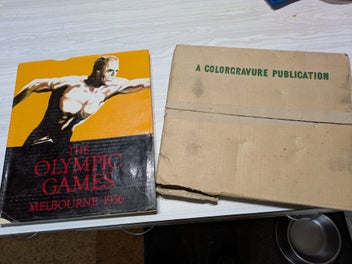 THE
OLYMPIC
GAMES
MELBOURNE 1956
A COLORGRAVURE PUBLICATION